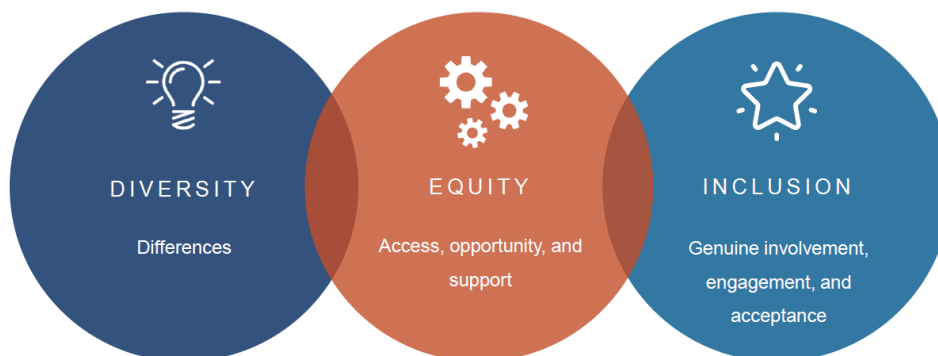 DIVERSITY
Differences
EQUITY
Access, opportunity, and
support
INCLUSION
Genuine involvement,
engagement, and
acceptance